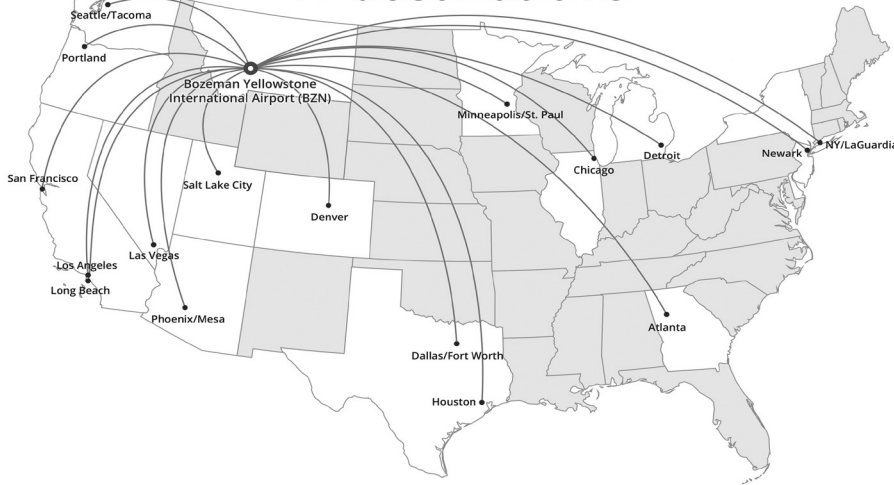 Seattle/Tacoma
Portland
Bozeman Yellowstone
International Airport (BZN)
Minneapolis/St. Paul
Detroit
Newark
NY/LaGuardia
Chicago
San Francisco
Salt Lake City
Denver
Las Vegas
Los Angeles
Long Beach
Phoenix/Mesa
Atlanta
Dallas/Fort Worth
Houston